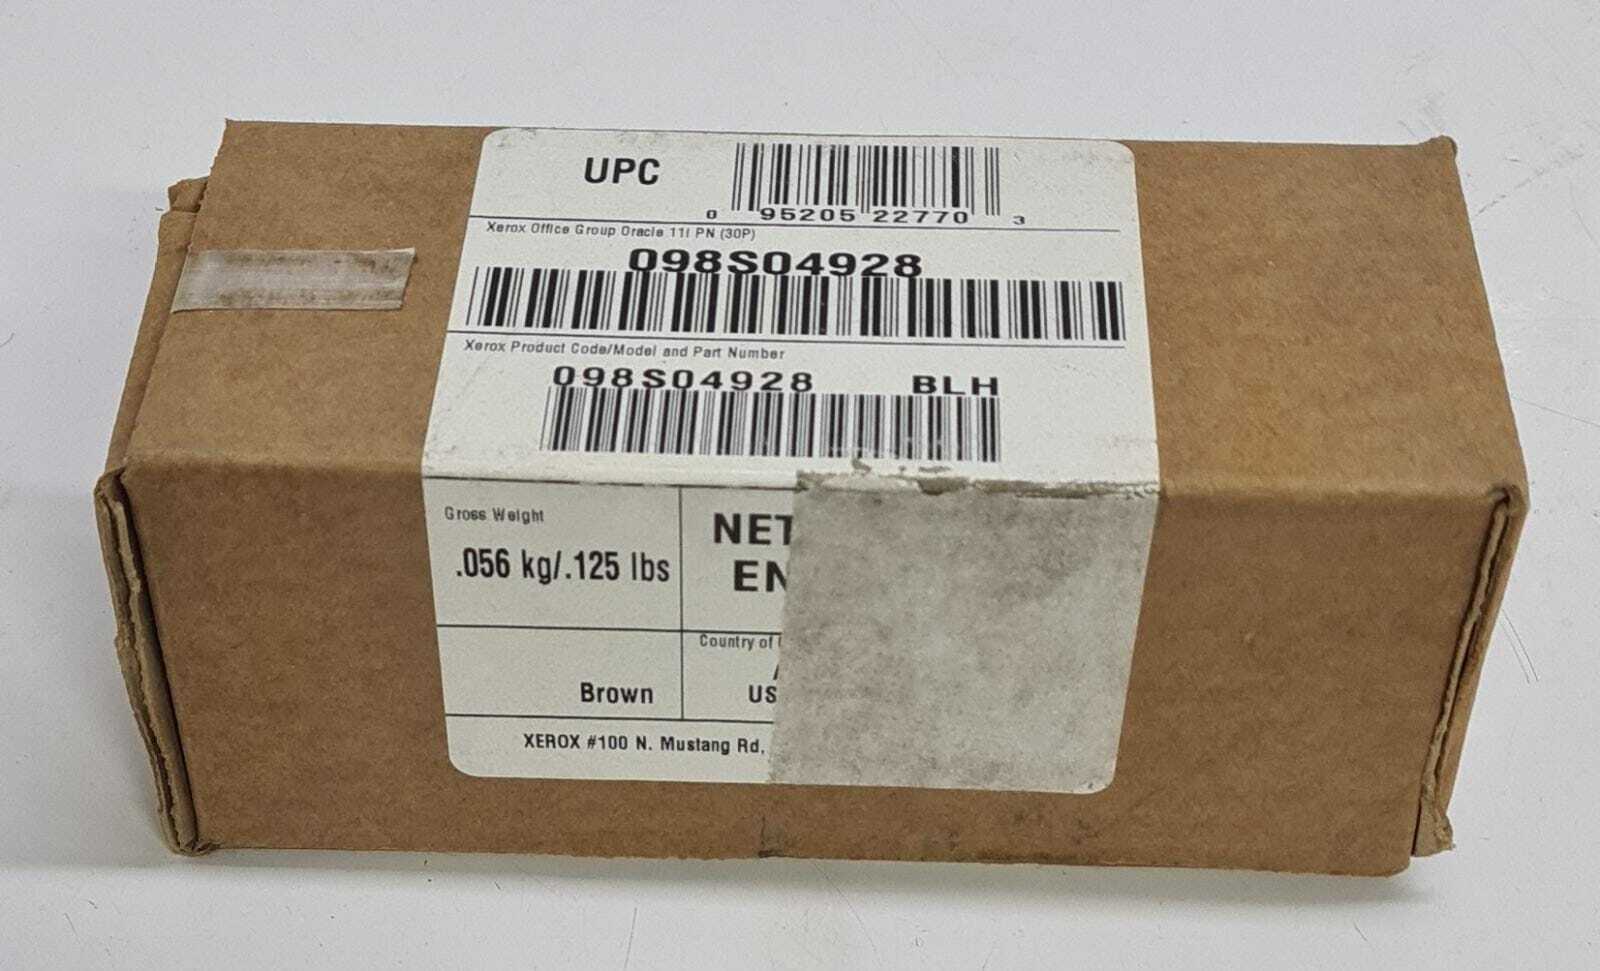 UPC
0 95205 22770 3
Xerox Office Group Oracle 11i PN (30P)
098S04928
Xerox Product Code/Model and Part Number
098S04928 BLH
Gross Weight
.056 kg/.125 lbs
NET
EN
Country of
US
Brown
XEROX #100 N. Mustang Rd,